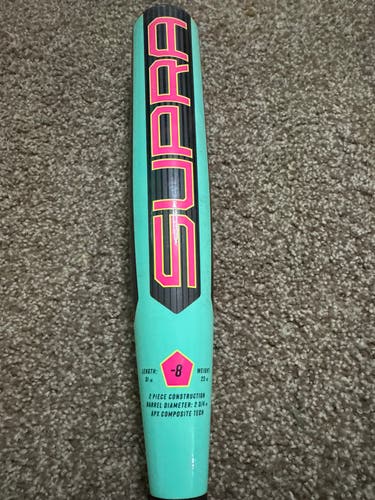 SUPRA
LENGTH: -8 WEIGHT:
31 IN 23 OZ
2 PIECE CONSTRUCTION
BARREL DIAMETER: 2 3/4 IN
APX COMPOSITE TECH